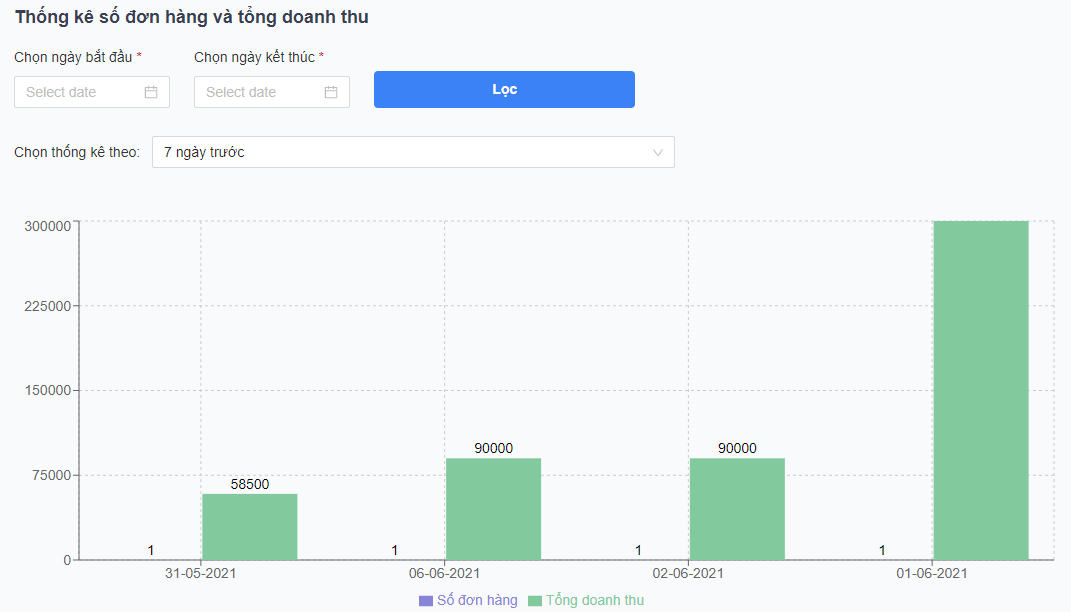 Thống kê số đơn hàng và tổng doanh thu
Chọn ngày bắt đầu *
Chọn ngày kết thúc *
Select date
Select date
Lọc
Chọn thống kê theo:
7 ngày trước
300000
225000
150000
75000
0
1
58500
1
90000
1
90000
1
31-05-2021
06-06-2021
02-06-2021
01-06-2021
Số đơn hàng
Tổng doanh thu